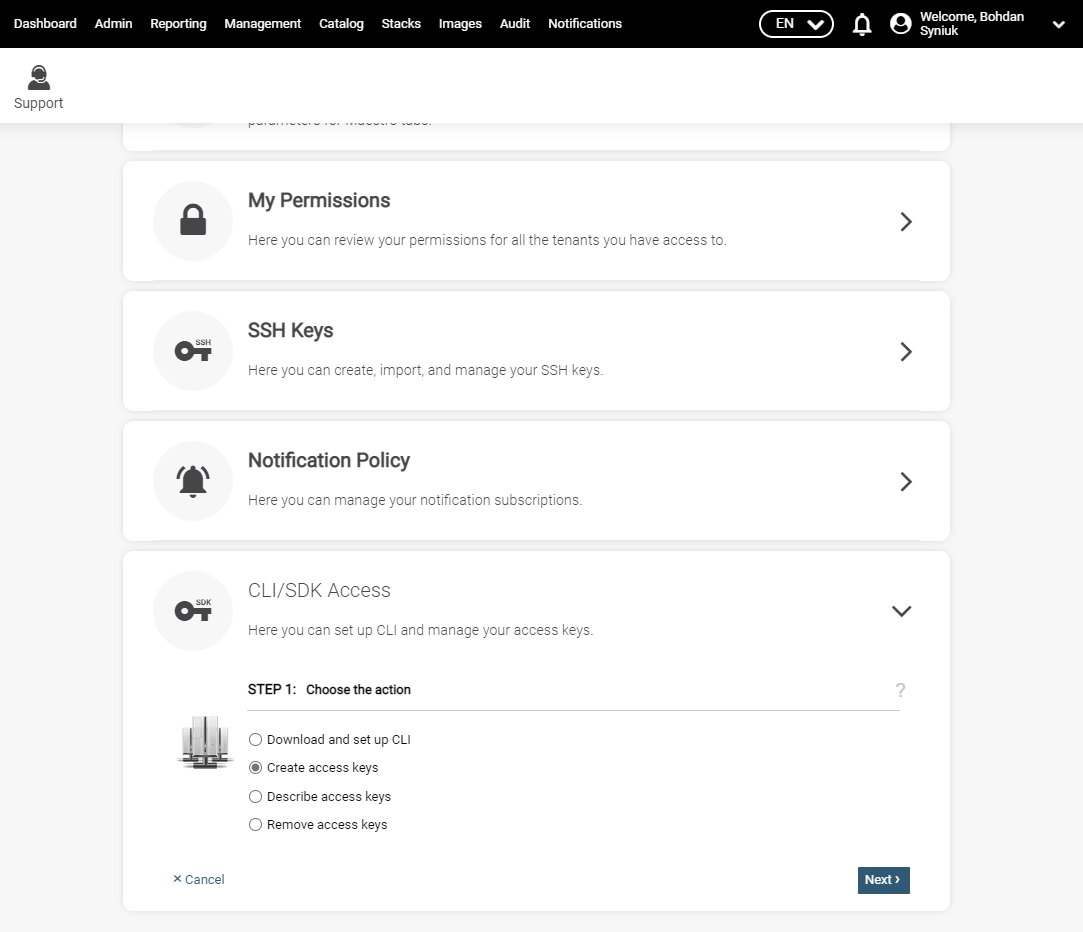 Dashboard Admin Reporting Management Catalog Stacks Images Audit Notifications EN Welcome, Bohdan
Syniuk
Support
parameters for Maestro tabs.
My Permissions
Here you can review your permissions for all the tenants you have access to.
SSH
SSH Keys
Here you can create, import, and manage your SSH keys.
Notification Policy
Here you can manage your notification subscriptions.
SDK
CLI/SDK Access
Here you can set up CLI and manage your access keys.
STEP 1: Choose the action ?
Download and set up CLI
Create access keys
Describe access keys
Remove access keys
× Cancel
Next ›